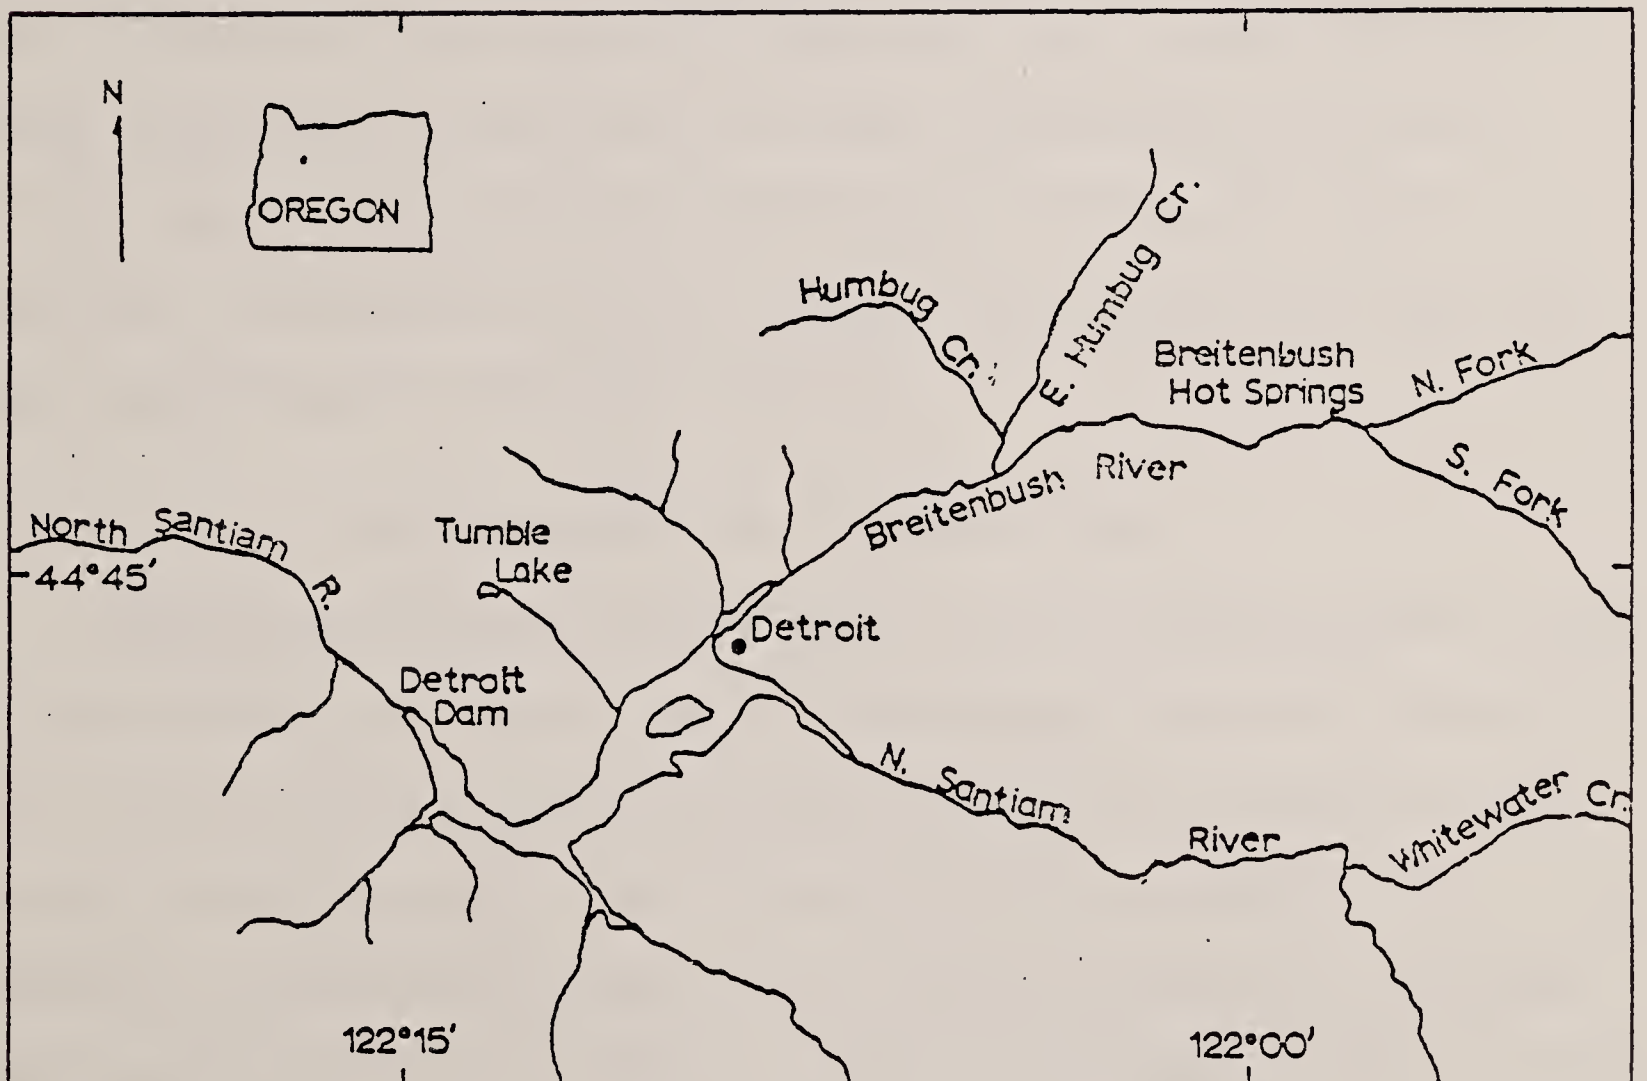 N
OREGON
Humbug Cr.
E. Humbug Cr.
Breitenbush
Hot Springs
N. Fork
S. Fork
Breitenbush River
North Santiam R.
44°45'
Tumble
Lake
Detroit
Detroit
Dam
N. Santiam River
Whitewater Cr.
122°15'
122°00'